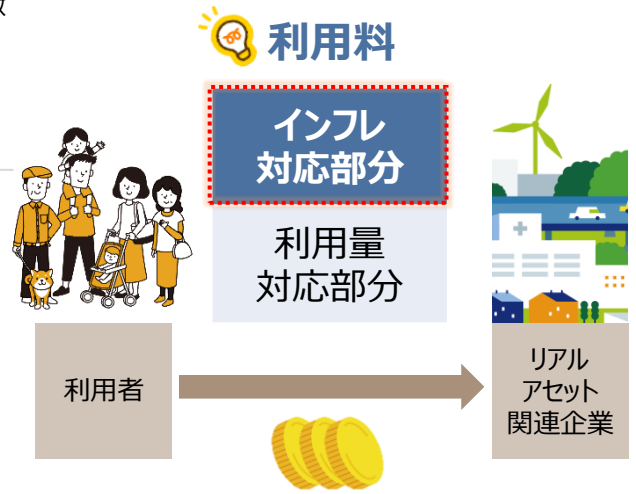 利用料
インフレ
対応部分
利用量
対応部分
利用者
リアル
アセット
関連企業